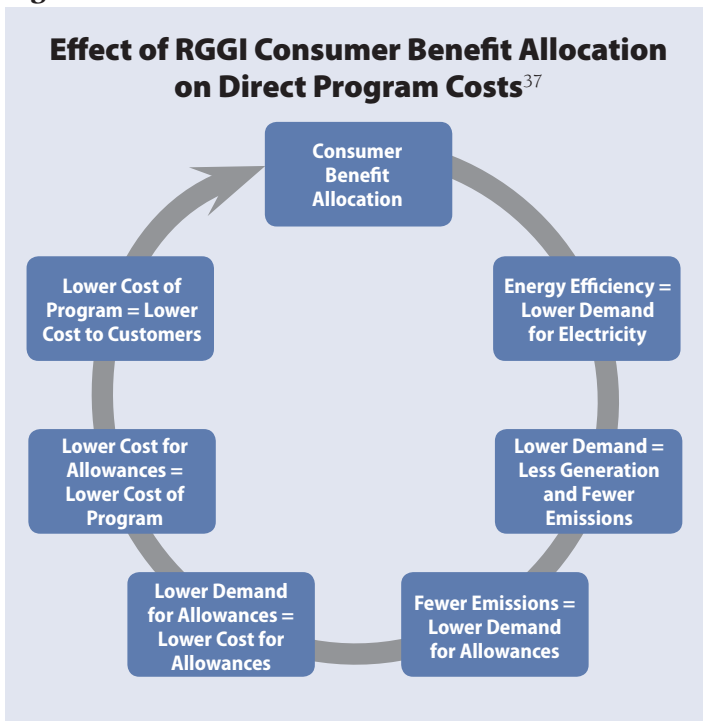 Effect of RGGI Consumer Benefit Allocation
on Direct Program Costs37
Consumer
Benefit
Allocation
Energy Efficiency =
Lower Demand
for Electricity
Lower Demand =
Less Generation
and Fewer
Emissions
Fewer Emissions =
Lower Demand
for Allowances
Lower Demand
for Allowances =
Lower Cost for
Allowances
Lower Cost for
Allowances =
Lower Cost of
Program
Lower Cost of
Program = Lower
Cost to Customers